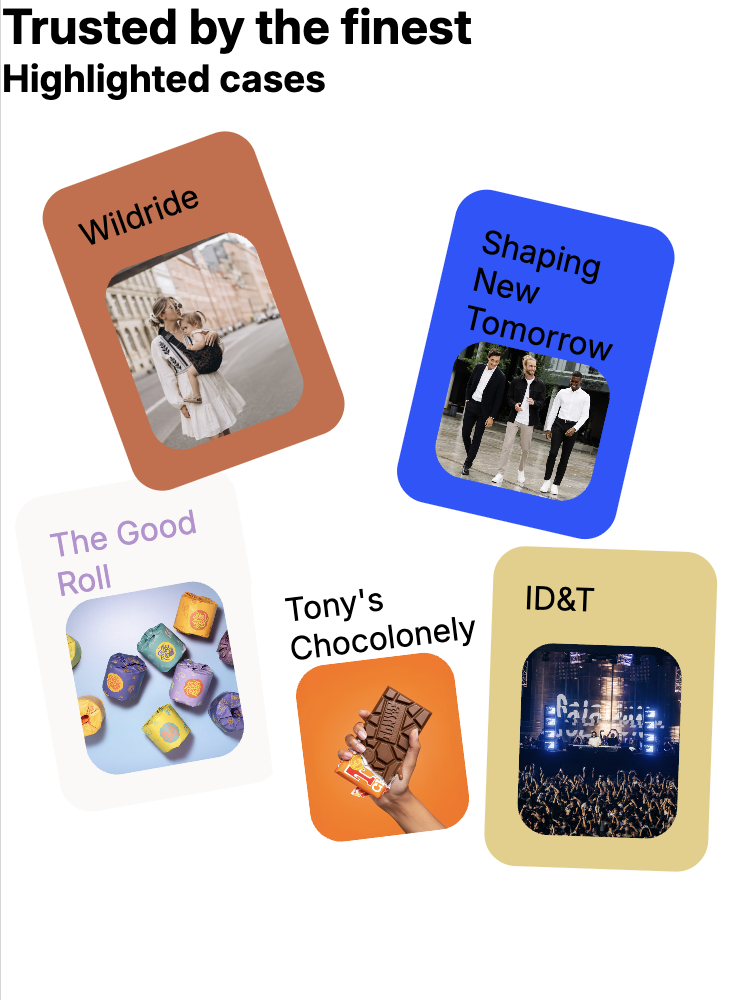 Trusted by the finest
Highlighted cases
Wildride
Shaping
New
Tomorrow
The Good
Roll
Tony's
Chocolonely
ID&T